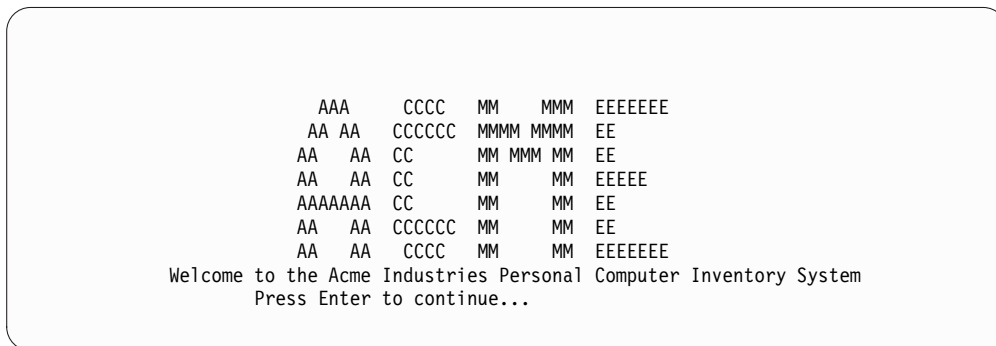 AAA     CCCC   MM    MMM  EEEEEEE
 AA AA   CCCCCC  MMMM MMMM  EE
AA   AA  CC      MM MMM MM  EE
AA   AA  CC      MM     MM  EEEEE
AAAAAAA  CC      MM     MM  EE
AA   AA  CCCCCC  MM     MM  EE
AA   AA   CCCC   MM     MM  EEEEEEE
Welcome to the Acme Industries Personal Computer Inventory System
Press Enter to continue...